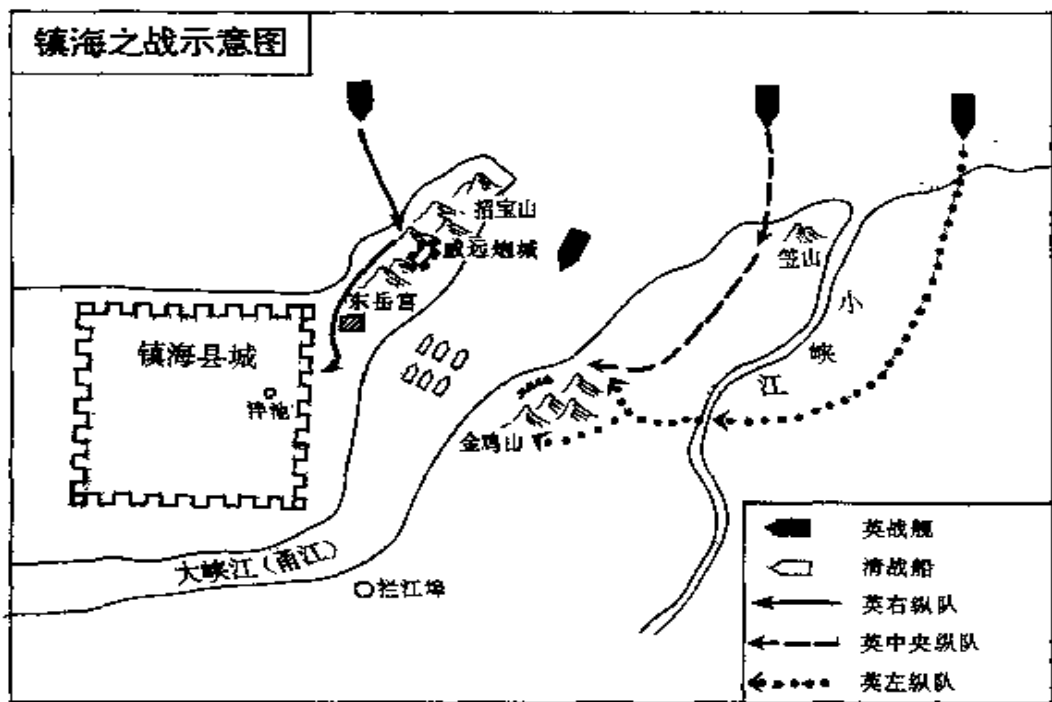 镇海之战示意图
招宝山
威远炮城
东岳宫
镇海县城
泮池
笠山
小
峡
江
金鸡山
大峡江(甬江)
拦江埠
英战舰
清战船
英右纵队
英中央纵队
英左纵队